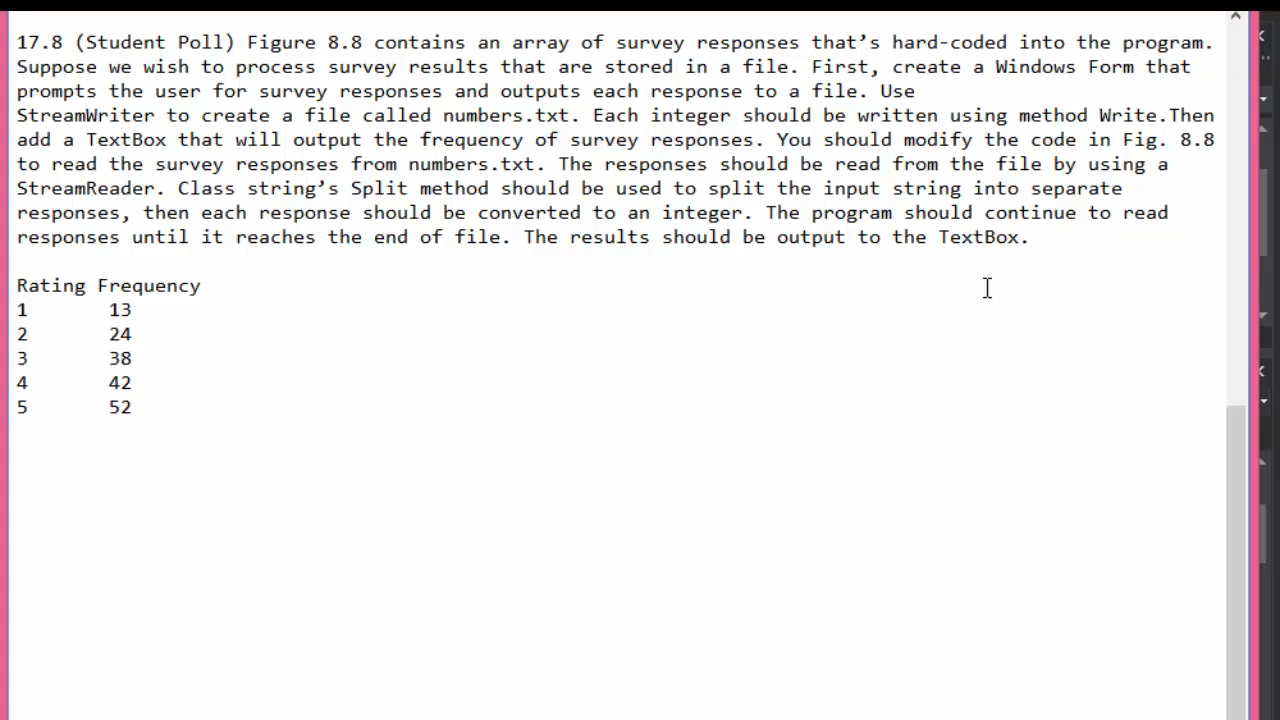 17.8 (Student Poll) Figure 8.8 contains an array of survey responses that’s hard-coded into the program.
Suppose we wish to process survey results that are stored in a file. First, create a Windows Form that
prompts the user for survey responses and outputs each response to a file. Use
StreamWriter to create a file called numbers.txt. Each integer should be written using method Write.Then
add a TextBox that will output the frequency of survey responses. You should modify the code in Fig. 8.8
to read the survey responses from numbers.txt. The responses should be read from the file by using a
StreamReader. Class string’s Split method should be used to split the input string into separate
responses, then each response should be converted to an integer. The program should continue to read
responses until it reaches the end of file. The results should be output to the TextBox.
Rating Frequency
1 13
2 24
3 38
4 42
5 52